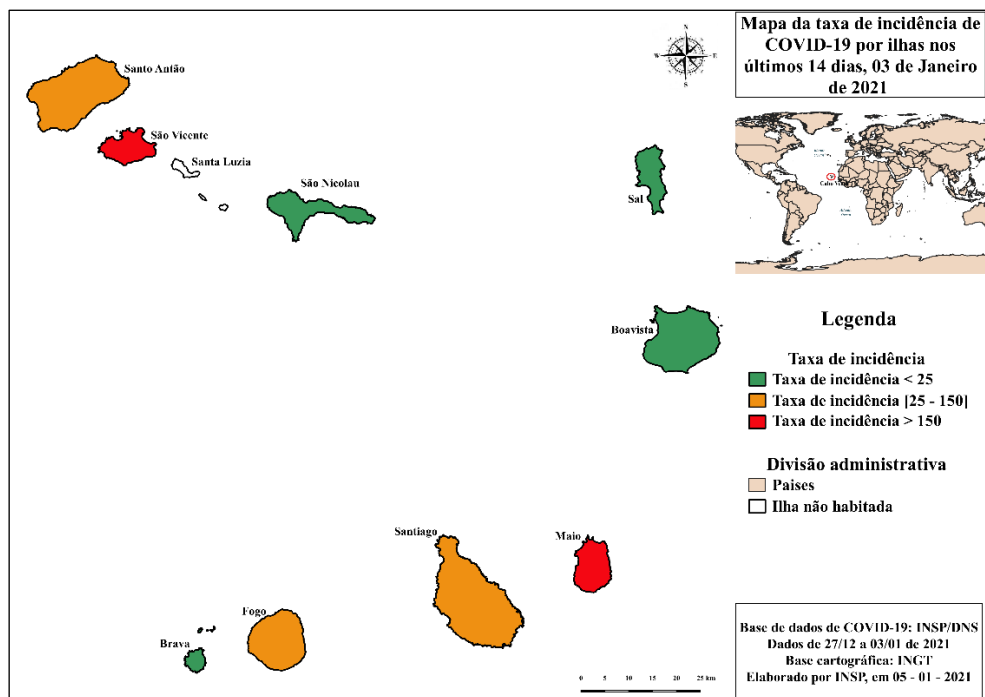 Mapa da taxa de incidência de
COVID-19 por ilhas nos
últimos 14 dias, 03 de Janeiro
de 2021
N
W
E
S
Santo Antão
São Vicente
Santa Luzia
São Nicolau
Sal
Boavista
Santiago
Maio
Fogo
Brava
Legenda
Taxa de incidência
Taxa de incidência < 25
Taxa de incidência |25 - 150|
Taxa de incidência > 150
Divisão administrativa
Paises
Ilha não habitada
0 5 10 15 20 25 km
Base de dados de COVID-19: INSP/DNS
Dados de 27/12 a 03/01 de 2021
Base cartográfica: INGT
Elaborado por INSP, em 05 - 01 - 2021